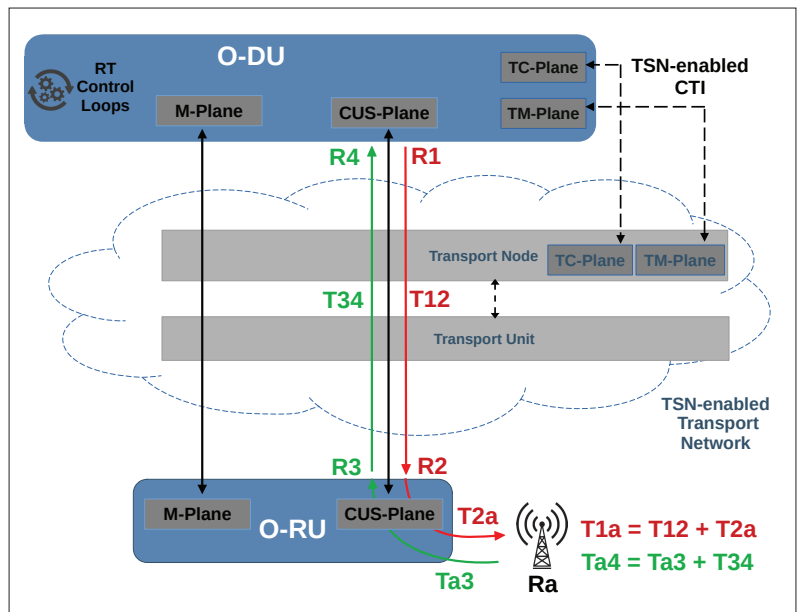 O-DU
RT
Control
Loops
M-Plane
CUS-Plane
TC-Plane
TM-Plane
TSN-enabled
CTI
R4
R1
Transport Node
TC-Plane
TM-Plane
T34
T12
Transport Unit
TSN-enabled
Transport
Network
R3
R2
M-Plane
O-RU
CUS-Plane
T2a
Ta3
Ra
T1a = T12 + T2a
Ta4 = Ta3 + T34